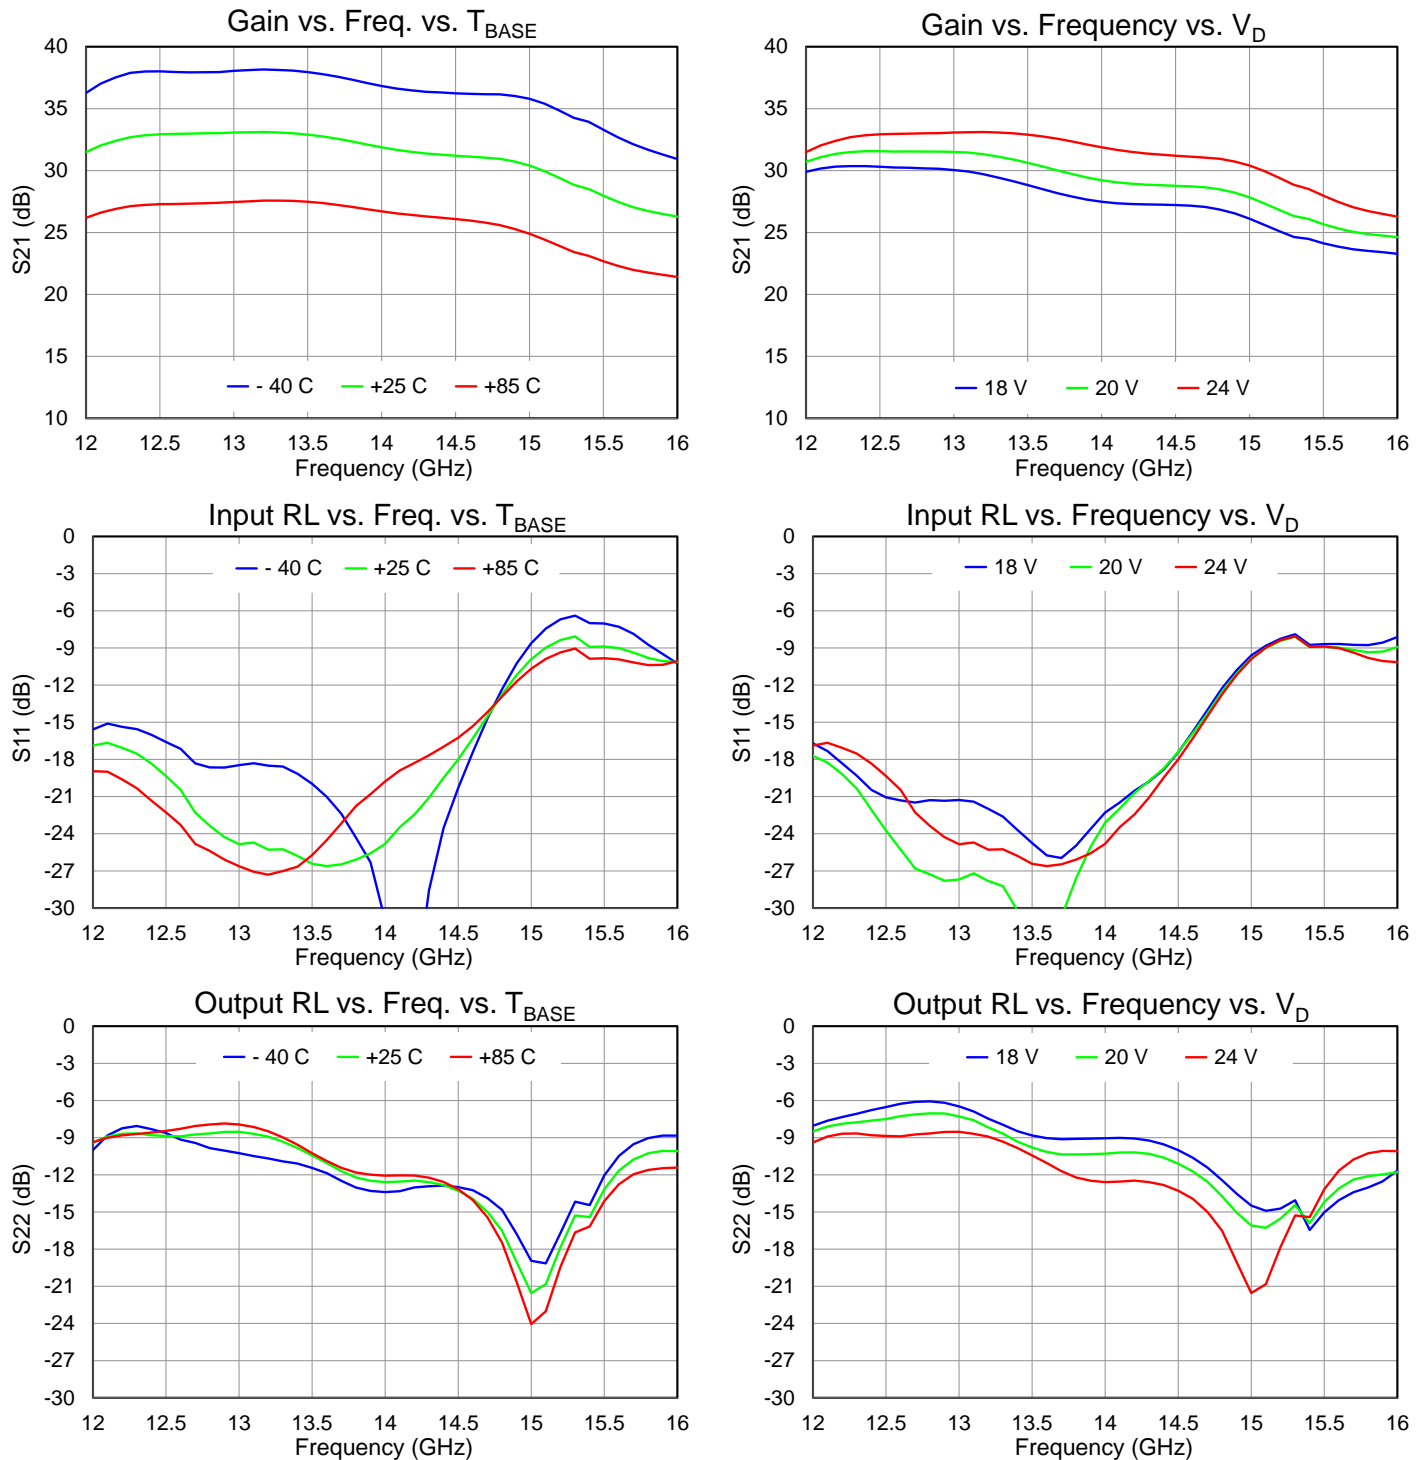 Gain vs. Freq. vs. TBASE
40
35
30
25
20
15
10
S21 (dB)
- 40 C +25 C +85 C
12 12.5 13 13.5 14 14.5 15 15.5 16
Frequency (GHz)
Gain vs. Frequency vs. VD
40
35
30
25
20
15
10
S21 (dB)
18 V 20 V 24 V
12 12.5 13 13.5 14 14.5 15 15.5 16
Frequency (GHz)
Input RL vs. Freq. vs. TBASE
0
-3
-6
-9
-12
-15
-18
-21
-24
-27
-30
S11 (dB)
- 40 C +25 C +85 C
12 12.5 13 13.5 14 14.5 15 15.5 16
Frequency (GHz)
Input RL vs. Frequency vs. VD
0
-3
-6
-9
-12
-15
-18
-21
-24
-27
-30
S11 (dB)
18 V 20 V 24 V
12 12.5 13 13.5 14 14.5 15 15.5 16
Frequency (GHz)
Output RL vs. Freq. vs. TBASE
0
-3
-6
-9
-12
-15
-18
-21
-24
-27
-30
S22 (dB)
- 40 C +25 C +85 C
12 12.5 13 13.5 14 14.5 15 15.5 16
Frequency (GHz)
Output RL vs. Frequency vs. VD
0
-3
-6
-9
-12
-15
-18
-21
-24
-27
-30
S22 (dB)
18 V 20 V 24 V
12 12.5 13 13.5 14 14.5 15 15.5 16
Frequency (GHz)